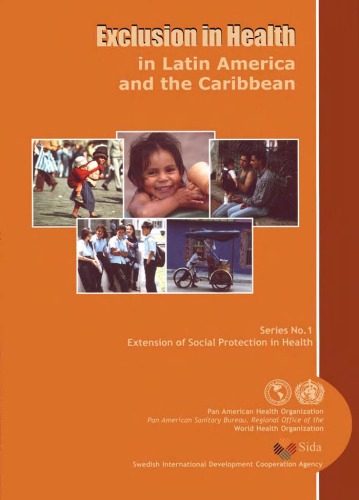 Exclusion in Health
in Latin America
and the Caribbean
Series No.1
Extension of Social Protection in Health
Pan American Health Organization
Pan American Sanitary Bureau, Regional Office of the
World Health Organization
Sida
Swedish International Development Cooperation Agency